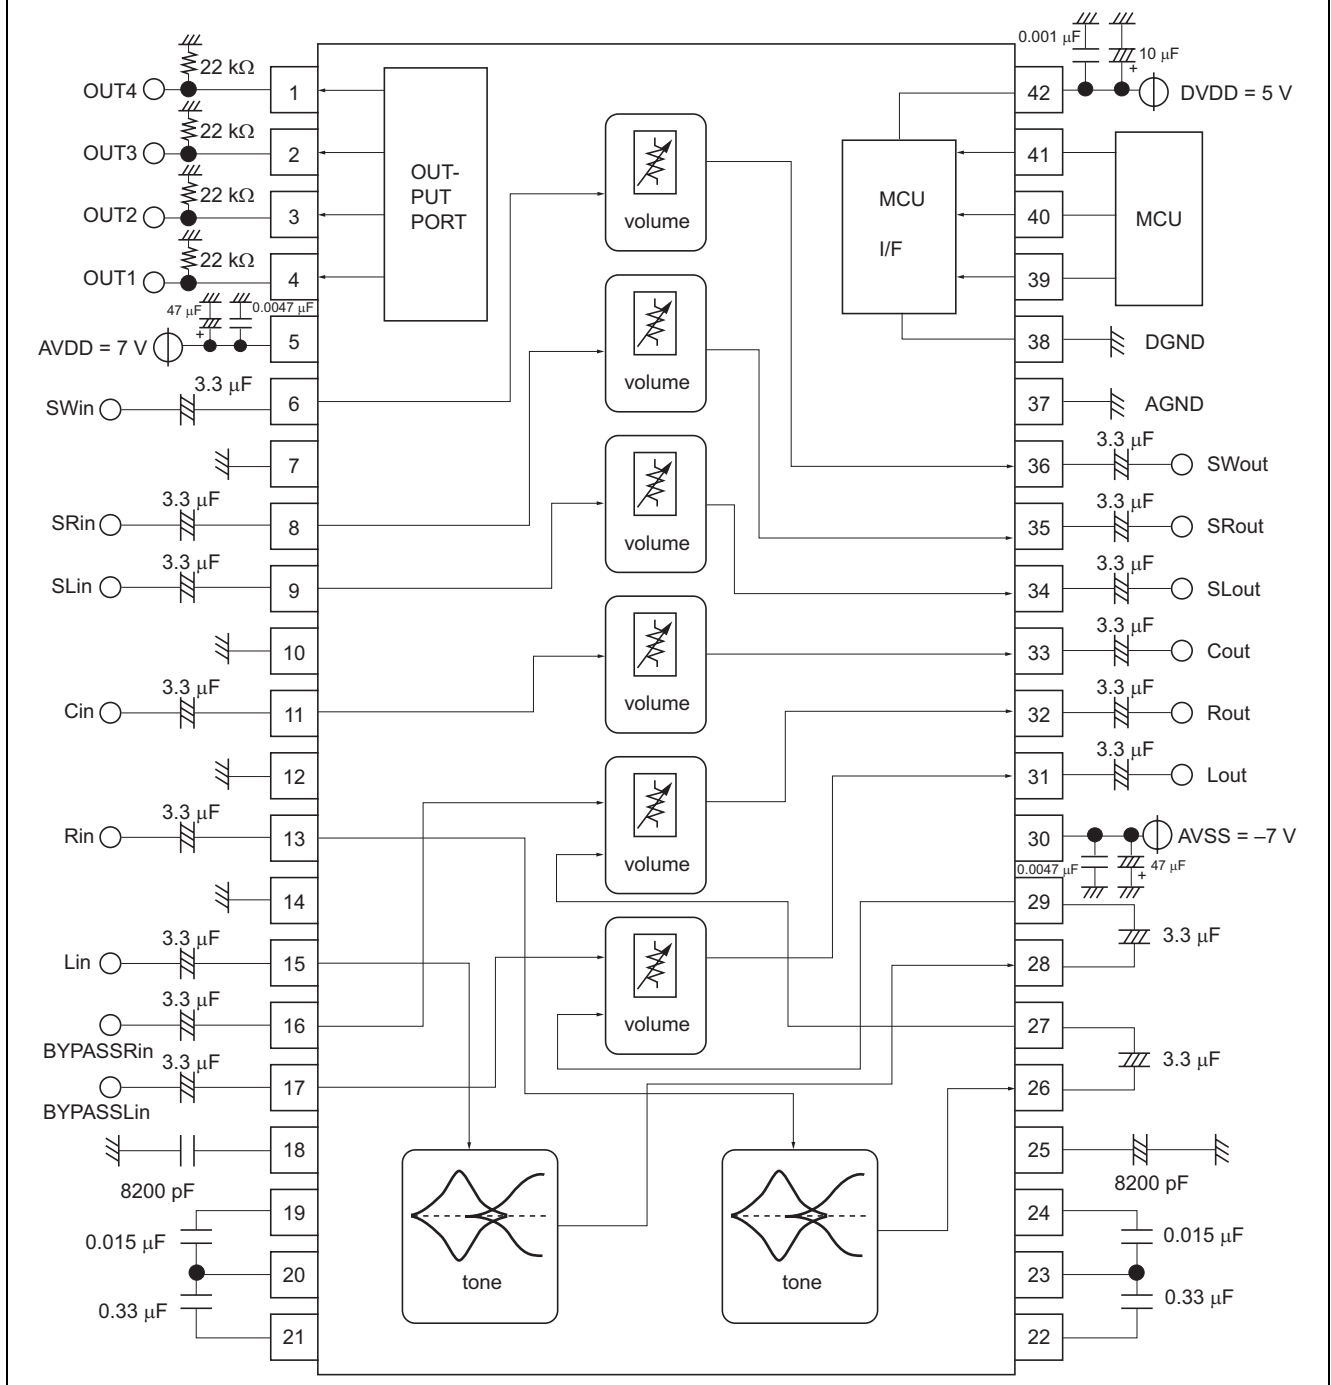 OUT4
22 kΩ
1
OUT3
22 kΩ
2
OUT2
22 kΩ
3
OUT1
22 kΩ
4
47 µF
+
0.0047 µF
AVDD = 7 V
5
SWin
3.3 µF
6
7
SRin
3.3 µF
8
SLin
3.3 µF
9
10
Cin
3.3 µF
11
12
Rin
3.3 µF
13
14
Lin
3.3 µF
15
3.3 µF
16
BYPASSRin
3.3 µF
17
BYPASSLin
18
8200 pF
19
0.015 µF
20
0.33 µF
21
OUT-
PUT
PORT
volume
volume
volume
volume
volume
volume
tone
tone
MCU
I/F
MCU
0.001 µF
10 µF
+
42
DVDD = 5 V
41
40
39
38
DGND
37
AGND
36
3.3 µF
SWout
35
3.3 µF
SRout
34
3.3 µF
SLout
33
3.3 µF
Cout
32
3.3 µF
Rout
31
3.3 µF
Lout
30
AVSS = –7 V
0.0047 µF
47 µF
+
29
3.3 µF
28
27
3.3 µF
26
25
8200 pF
24
0.015 µF
23
0.33 µF
22